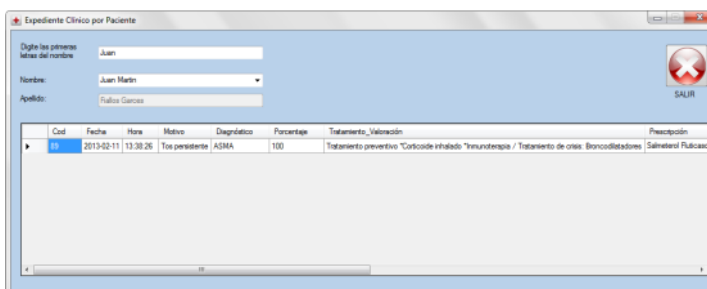 Expediente Clínico por Paciente
Digite las primeras
letras del nombre
Juan
Nombre:
Juan Martin
Apellido:
Fiallos Garces
SALIR
Cod Fecha Hora Motivo Diagnóstico Porcentaje Tratamiento_Valoración Prescripción
89 2013-02-11 13:38:26 Tos persistente ASMA 100 Tratamiento preventivo *Corticoide inhalado *Inmunoterapia / Tratamiento de crisis: Broncodilatadores Salmeterol Fluticaso